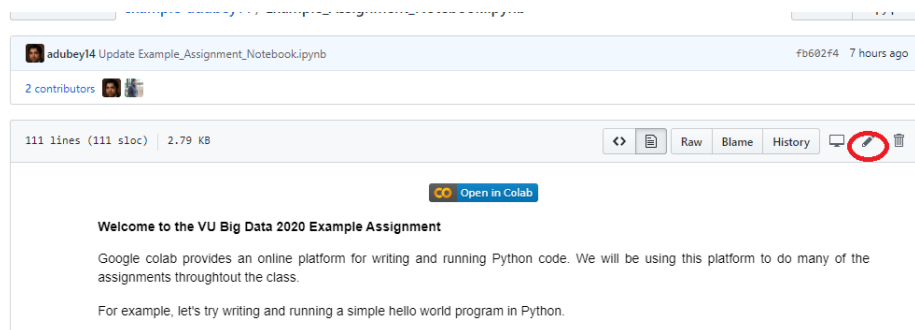 adubey14 Update Example_Assignment_Notebook.ipynb fb602f4 7 hours ago
2 contributors
111 lines (111 sloc) 2.79 KB <> Raw Blame History
CO Open in Colab
Welcome to the VU Big Data 2020 Example Assignment
Google colab provides an online platform for writing and running Python code. We will be using this platform to do many of the
assignments throughtout the class.
For example, let's try writing and running a simple hello world program in Python.